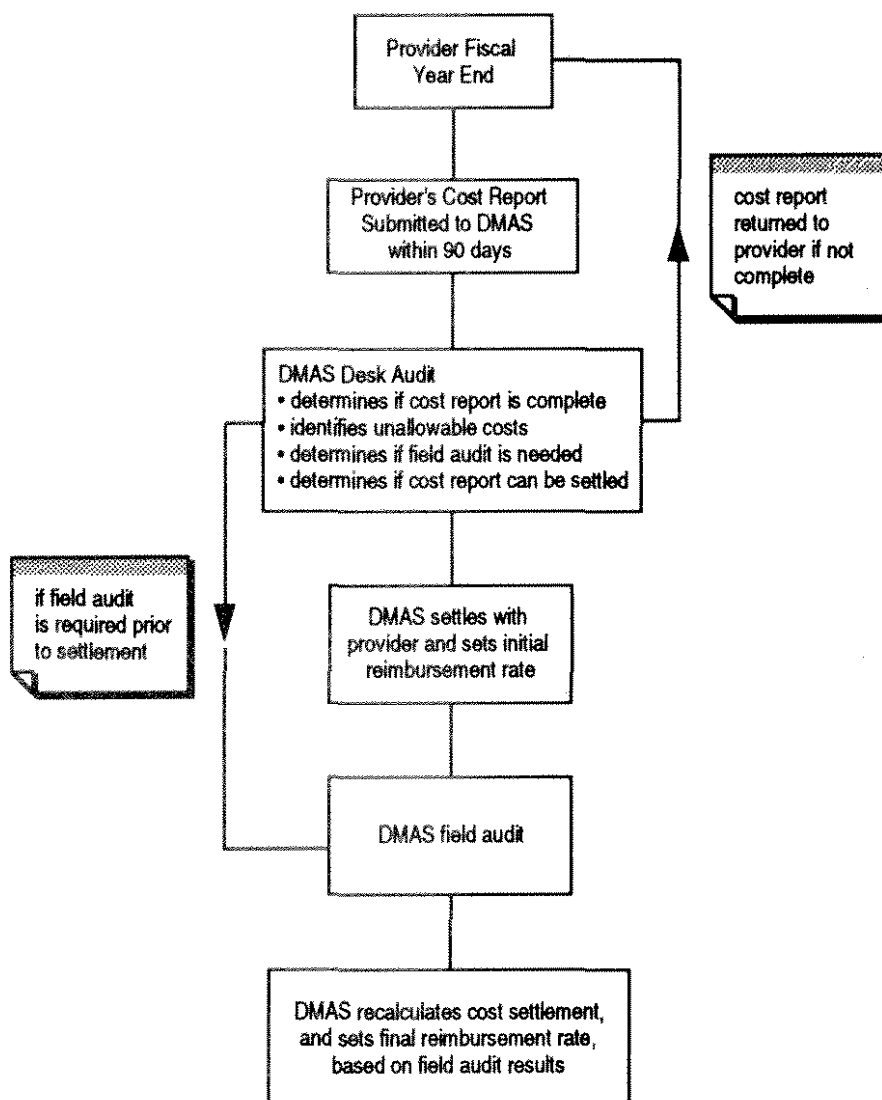 Provider Fiscal
Year End
Provider's Cost Report
Submitted to DMAS
within 90 days
cost report
returned to
provider if not
complete
DMAS Desk Audit
• determines if cost report is complete
• identifies unallowable costs
• determines if field audit is needed
• determines if cost report can be settled
if field audit
is required prior
to settlement
DMAS settles with
provider and sets initial
reimbursement rate
DMAS field audit
DMAS recalculates cost settlement,
and sets final reimbursement rate,
based on field audit results